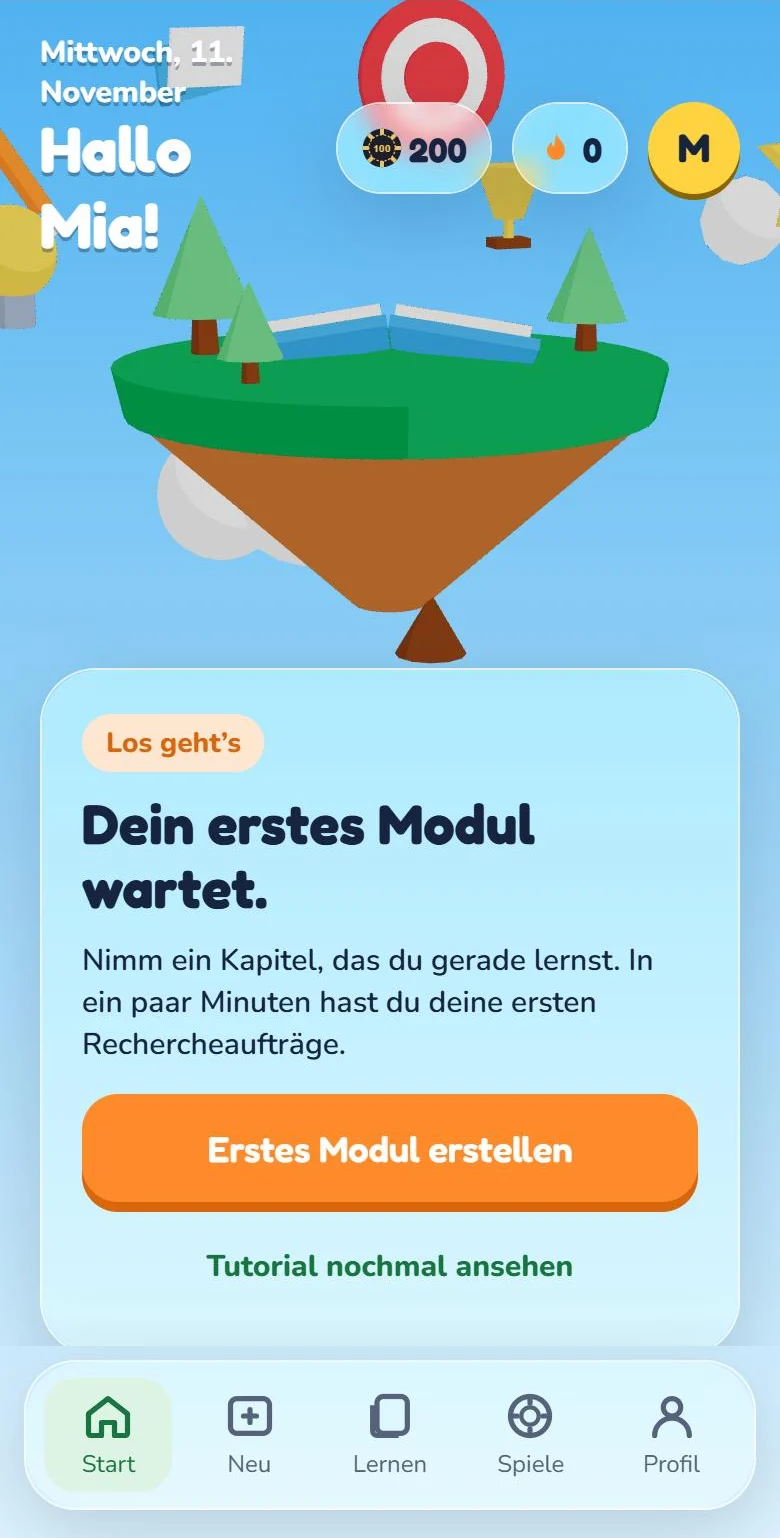 Mittwoch, 11.
November
Hallo
Mia!
100 200
0
M
Los geht’s
Dein erstes Modul
wartet.
Nimm ein Kapitel, das du gerade lernst. In
ein paar Minuten hast du deine ersten
Rechercheaufträge.
Erstes Modul erstellen
Tutorial nochmal ansehen
Start
Neu
Lernen
Spiele
Profil